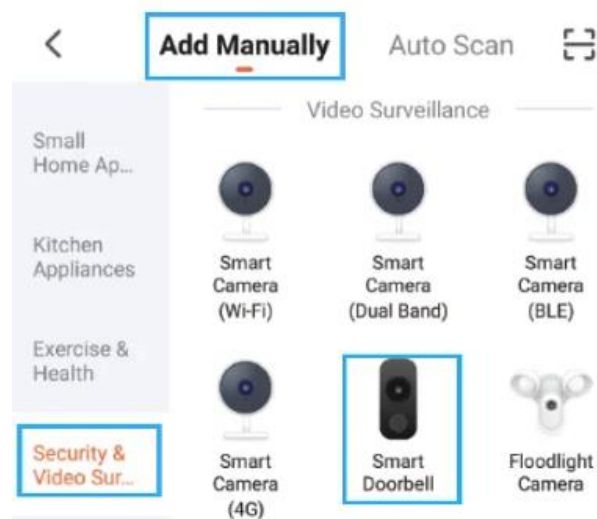 Add Manually
Auto Scan
Video Surveillance
Small
Home Ap...
Kitchen
Appliances
Exercise &
Health
Security &
Video Sur...
Smart
Camera
(Wi-Fi)
Smart
Camera
(Dual Band)
Smart
Camera
(BLE)
Smart
Camera
(4G)
Smart
Doorbell
Floodlight
Camera